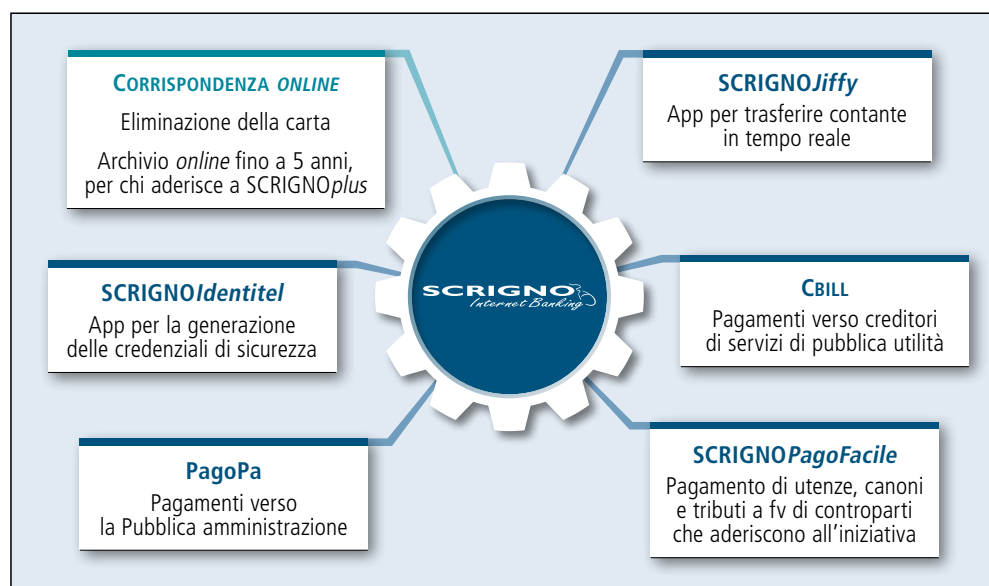 CORRISPONDENZA ONLINE
Eliminazione della carta
Archivio online fino a 5 anni,
per chi aderisce a SCRIGNOplus
SCRIGNOJiffy
App per trasferire contante
in tempo reale
SCRIGNOIdentitel
App per la generazione
delle credenziali di sicurezza
SCRIGNO
Internet Banking
CBILL
Pagamenti verso creditori
di servizi di pubblica utilità
PagoPa
Pagamenti verso
la Pubblica amministrazione
SCRIGNOPagoFacile
Pagamento di utenze, canoni
e tributi a fv di controparti
che aderiscono all'iniziativa